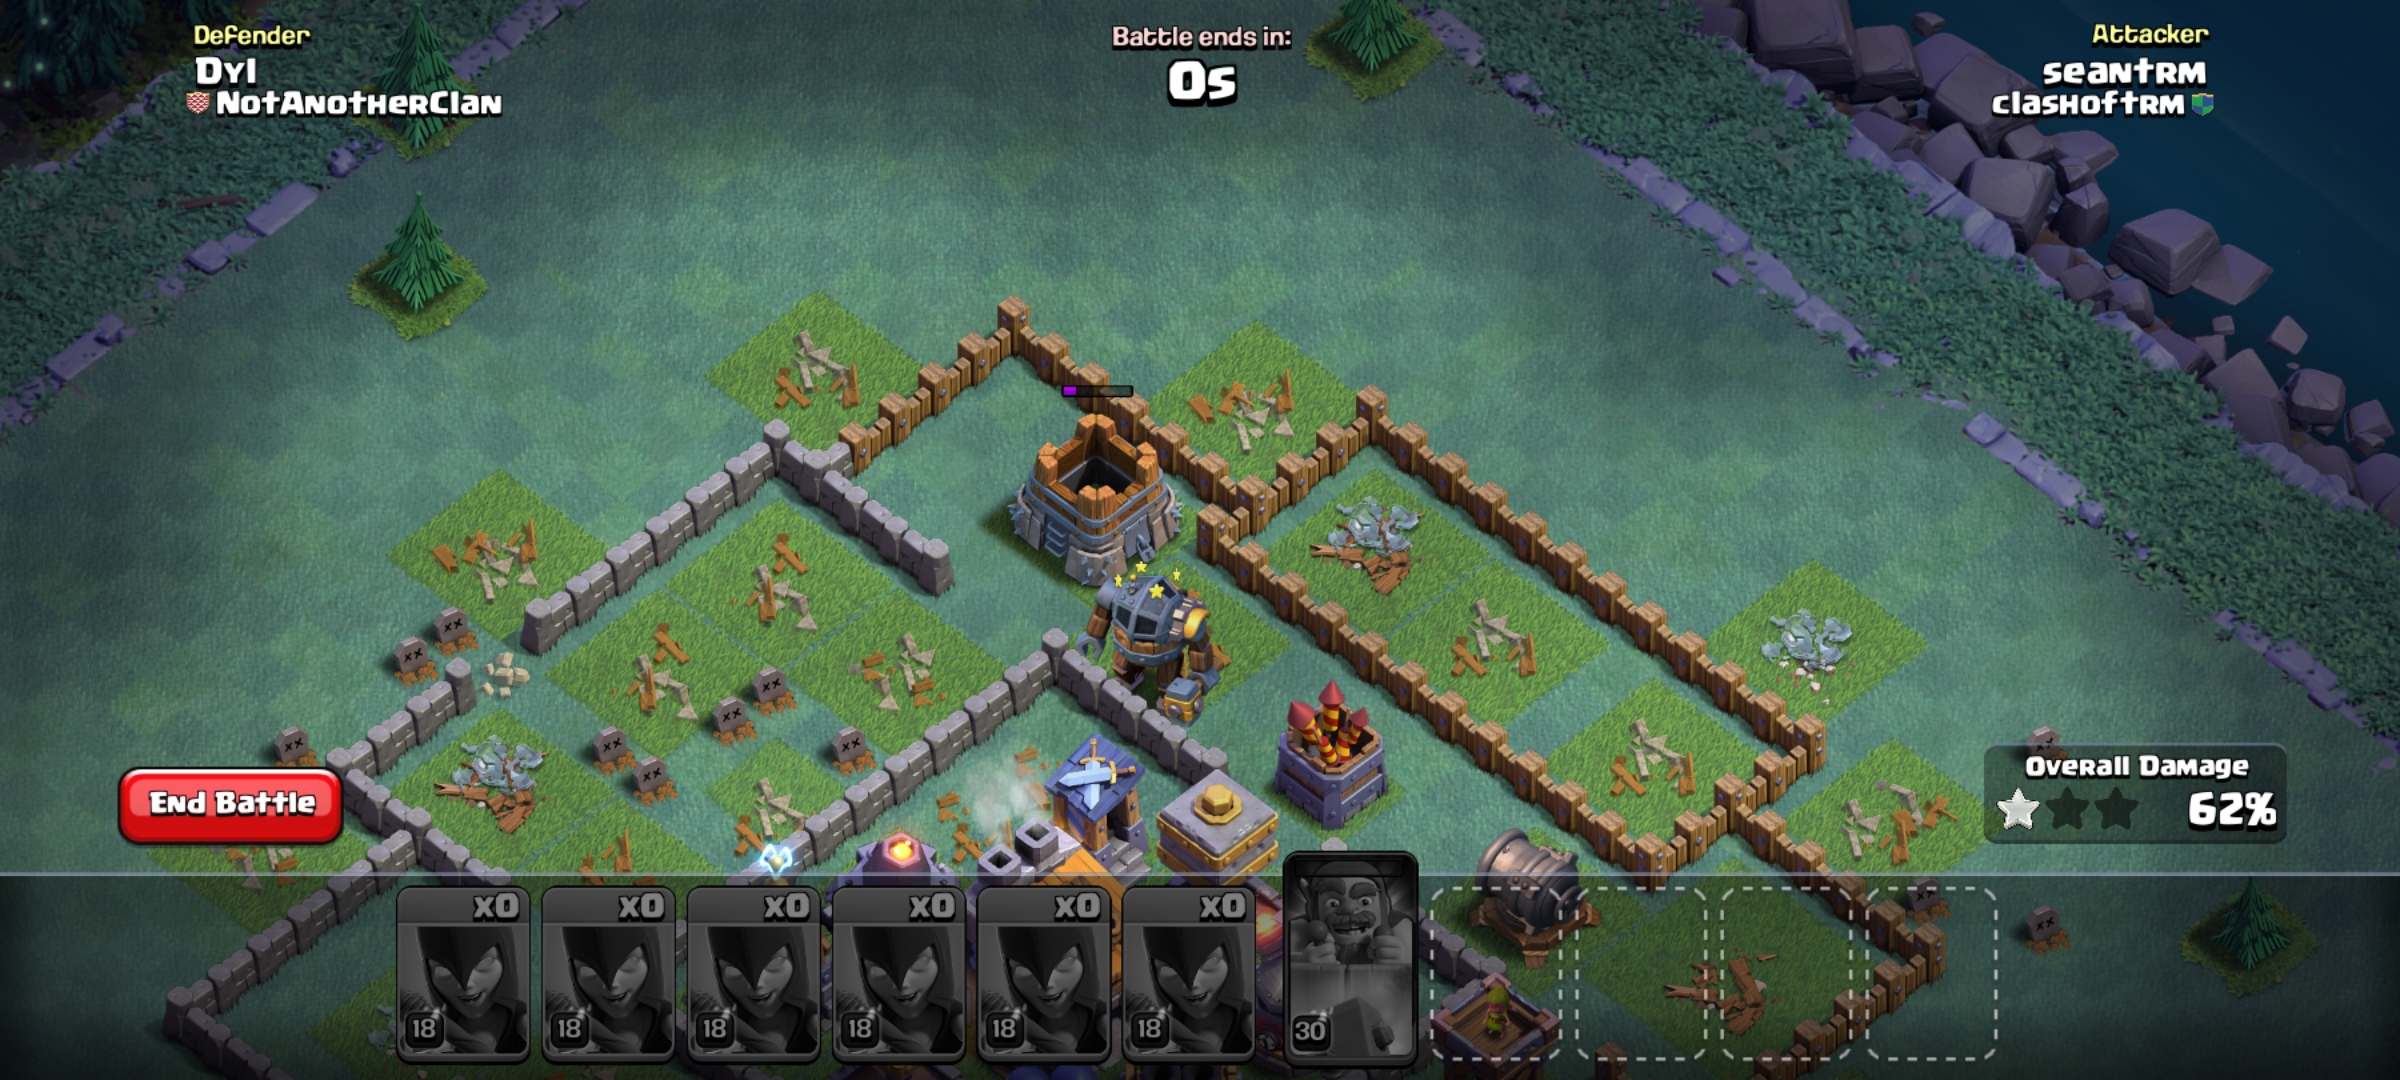 Defender
Dyl
NotAnotherClan
Battle ends in:
0s
Attacker
seantRM
clashoftRM
End Battle
Overall Damage
62%
x0
x0
x0
x0
x0
x0
18
18
18
18
18
18
30